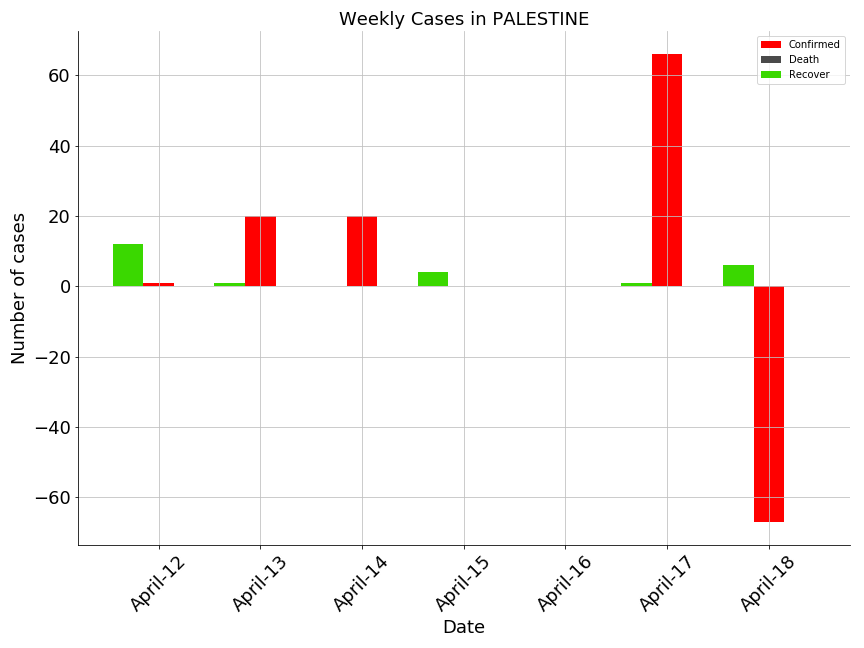 Weekly Cases in PALESTINE
Confirmed
Death
Recover
Number of cases
60
40
20
0
−20
−40
−60
April-12
April-13
April-14
April-15
April-16
April-17
April-18
Date